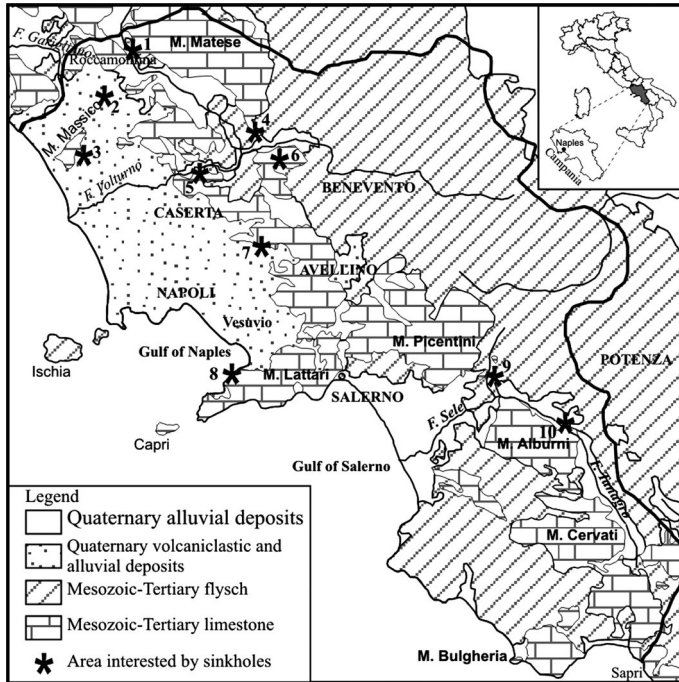 F. Garigliano
Roccamonfina
1
M. Matese
2
M. Massico
3
F. Volturno
4
5
6
BENEVENTO
CASERTA
7
AVELLINO
NAPOLI
Vesuvio
Ischia
Gulf of Naples
M. Picentini
POTENZA
8
M. Lattari
9
SALERNO
Capri
F. Sele
10
M. Alburni
F. Tanagro
Gulf of Salerno
M. Cervati
M. Bulgheria
Sapri
Naples
Campania
Legend
Quaternary alluvial deposits
Quaternary volcaniclastic and
alluvial deposits
Mesozoic-Tertiary flysch
Mesozoic-Tertiary limestone
Area interested by sinkholes